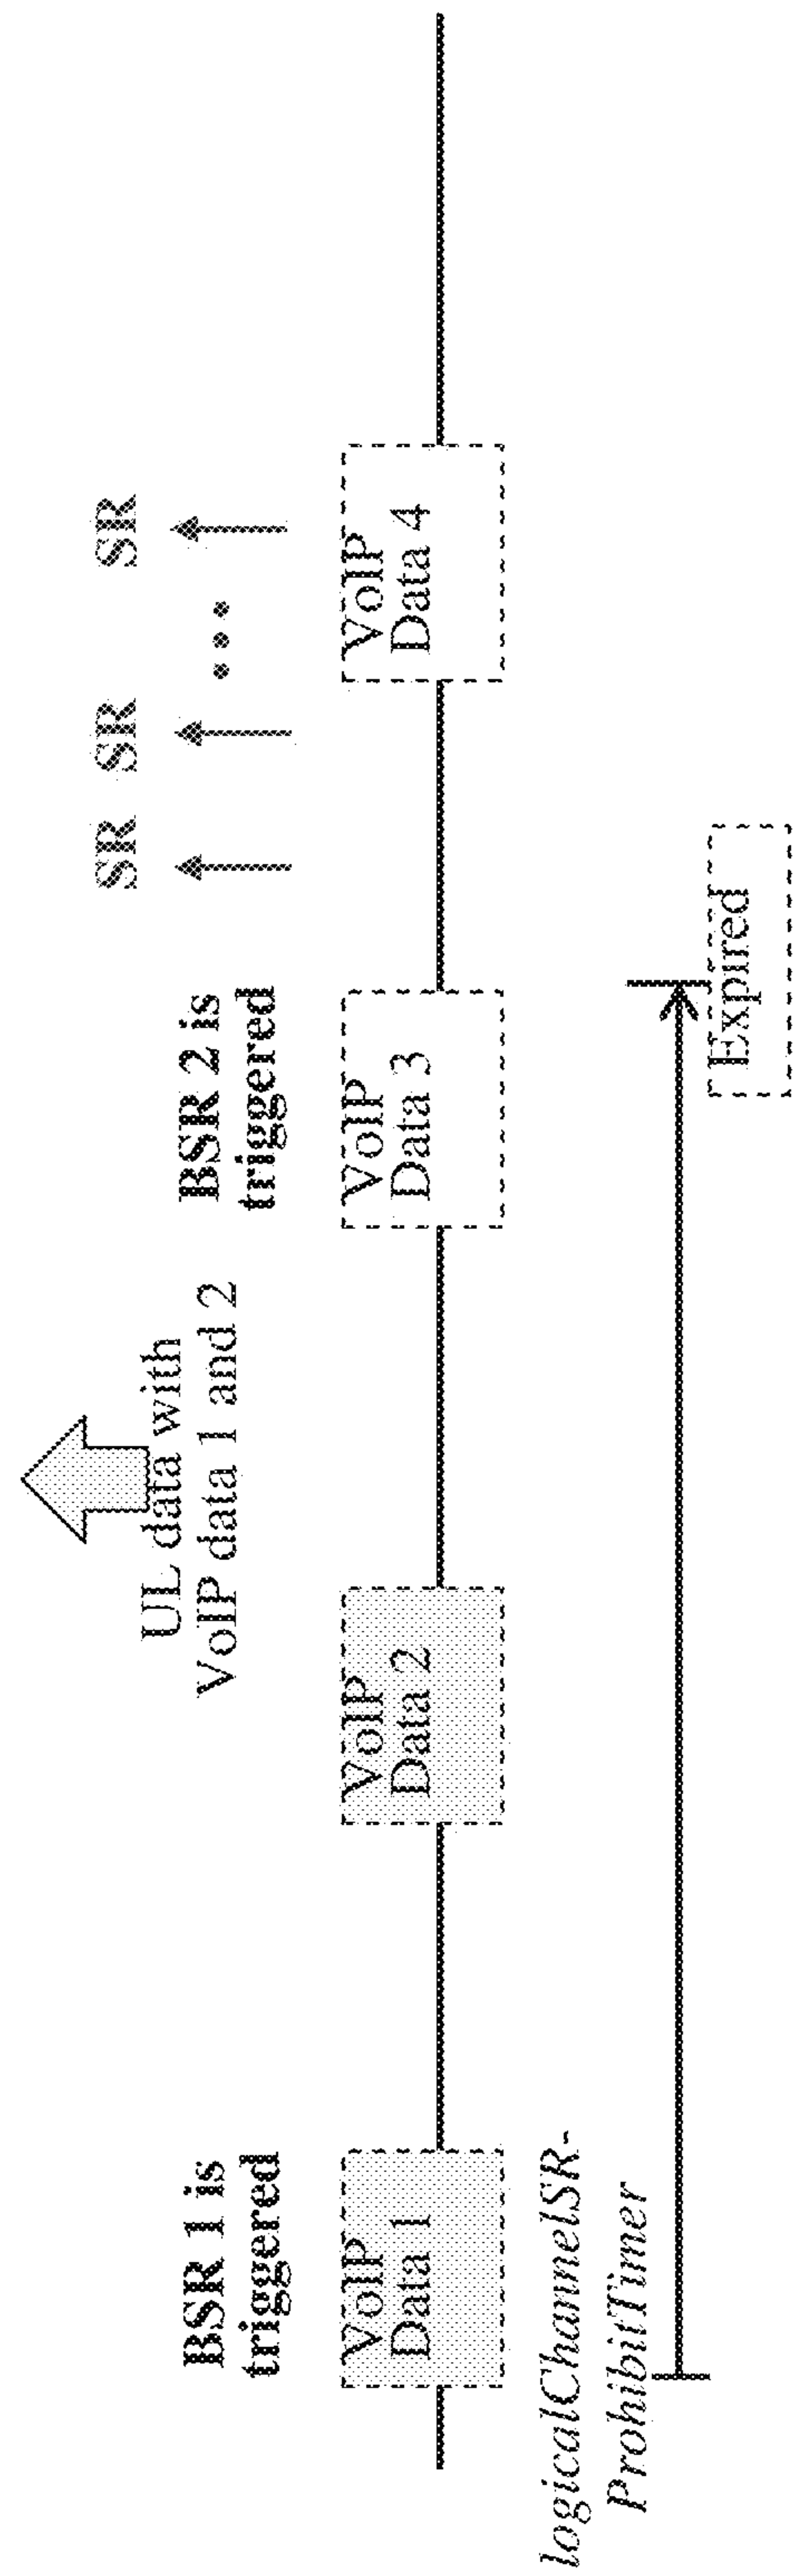 UL data with
VoIP data 1 and 2
BSR 1 is
triggered
BSR 2 is
triggered
SR
SR
SR
VoIP
Data 1
VoIP
Data 2
VoIP
Data 3
VoIP
Data 4
logicalChannelSR-
ProhibitTimer
Expired